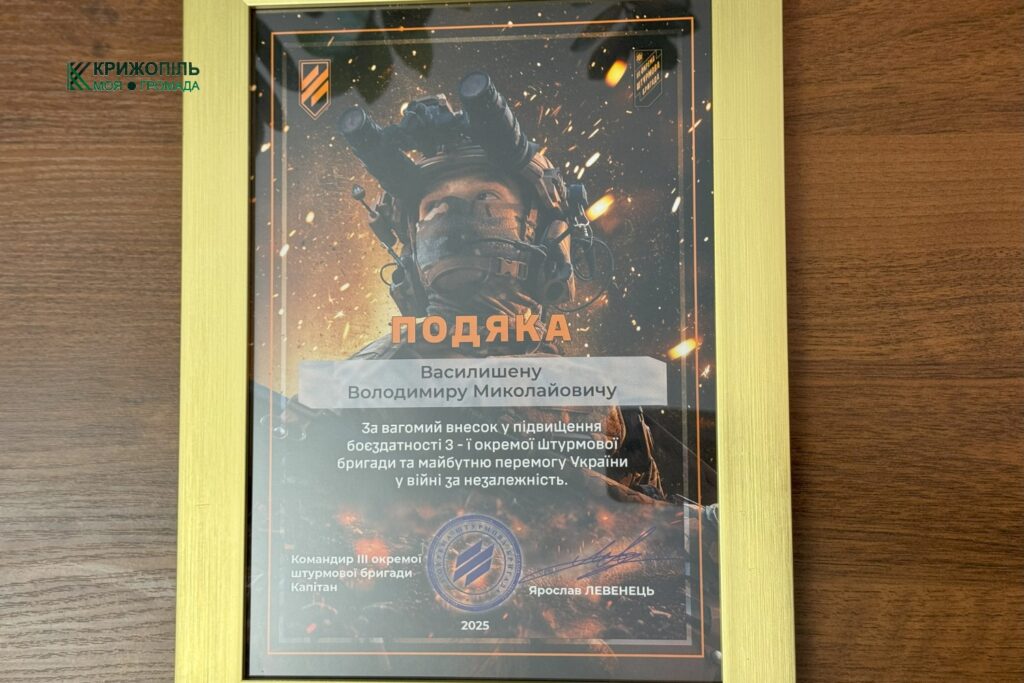 КРИЖОПІЛЬ
МОЯ ГРОМАДА
ПОДЯКА
Василишену
Володимиру Миколайовичу
За вагомий внесок у підвищення
боєздатності 3 - ї окремої штурмової
бригади та майбутню перемогу України
у війні за незалежність.
Командир ІІІ окремої
штурмової бригади
Капітан
Ярослав ЛЕВЕНЕЦЬ
2025